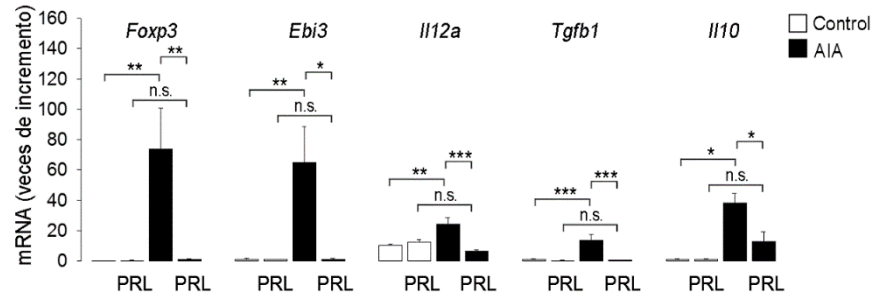 Foxp3 Ebi3 Il12a Tgfb1 Il10
Control
AIA
mRNA (veces de incremento)
160
140
120
100
80
60
40
20
0
** **
n.s.
** *
n.s.
** ***
n.s.
*** ***
n.s.
* *
n.s.
PRL PRL PRL PRL PRL PRL PRL PRL PRL PRL